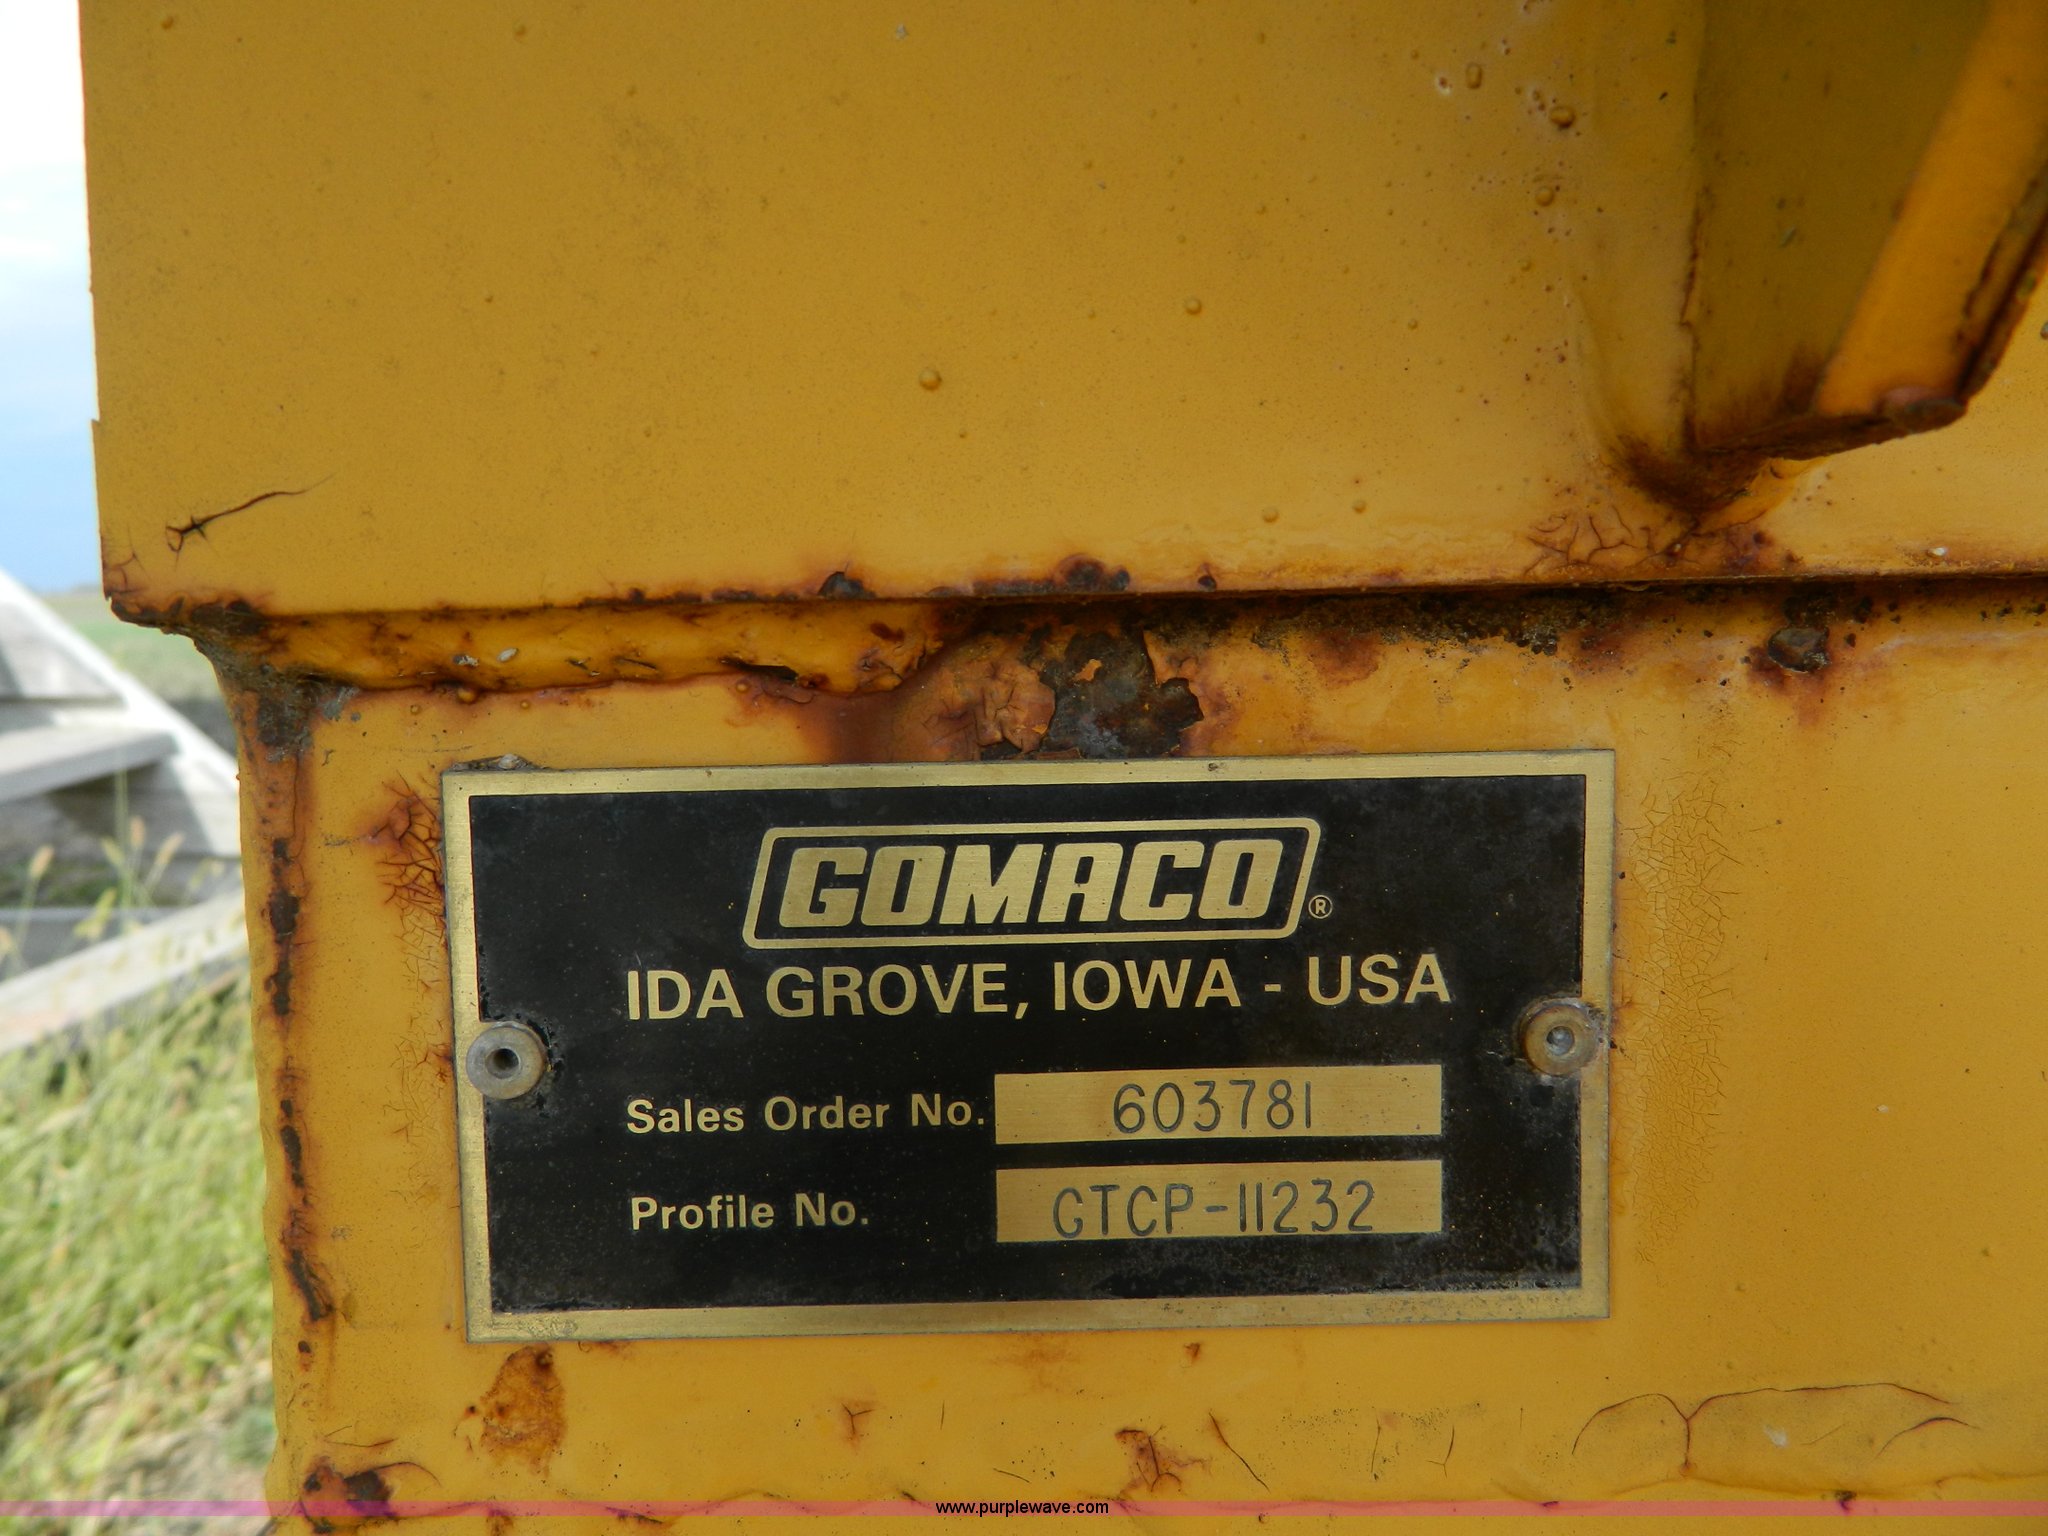 GOMACO®
IDA GROVE, IOWA - USA
Sales Order No. 603781
Profile No. GTCP-11232
www.purplewave.com